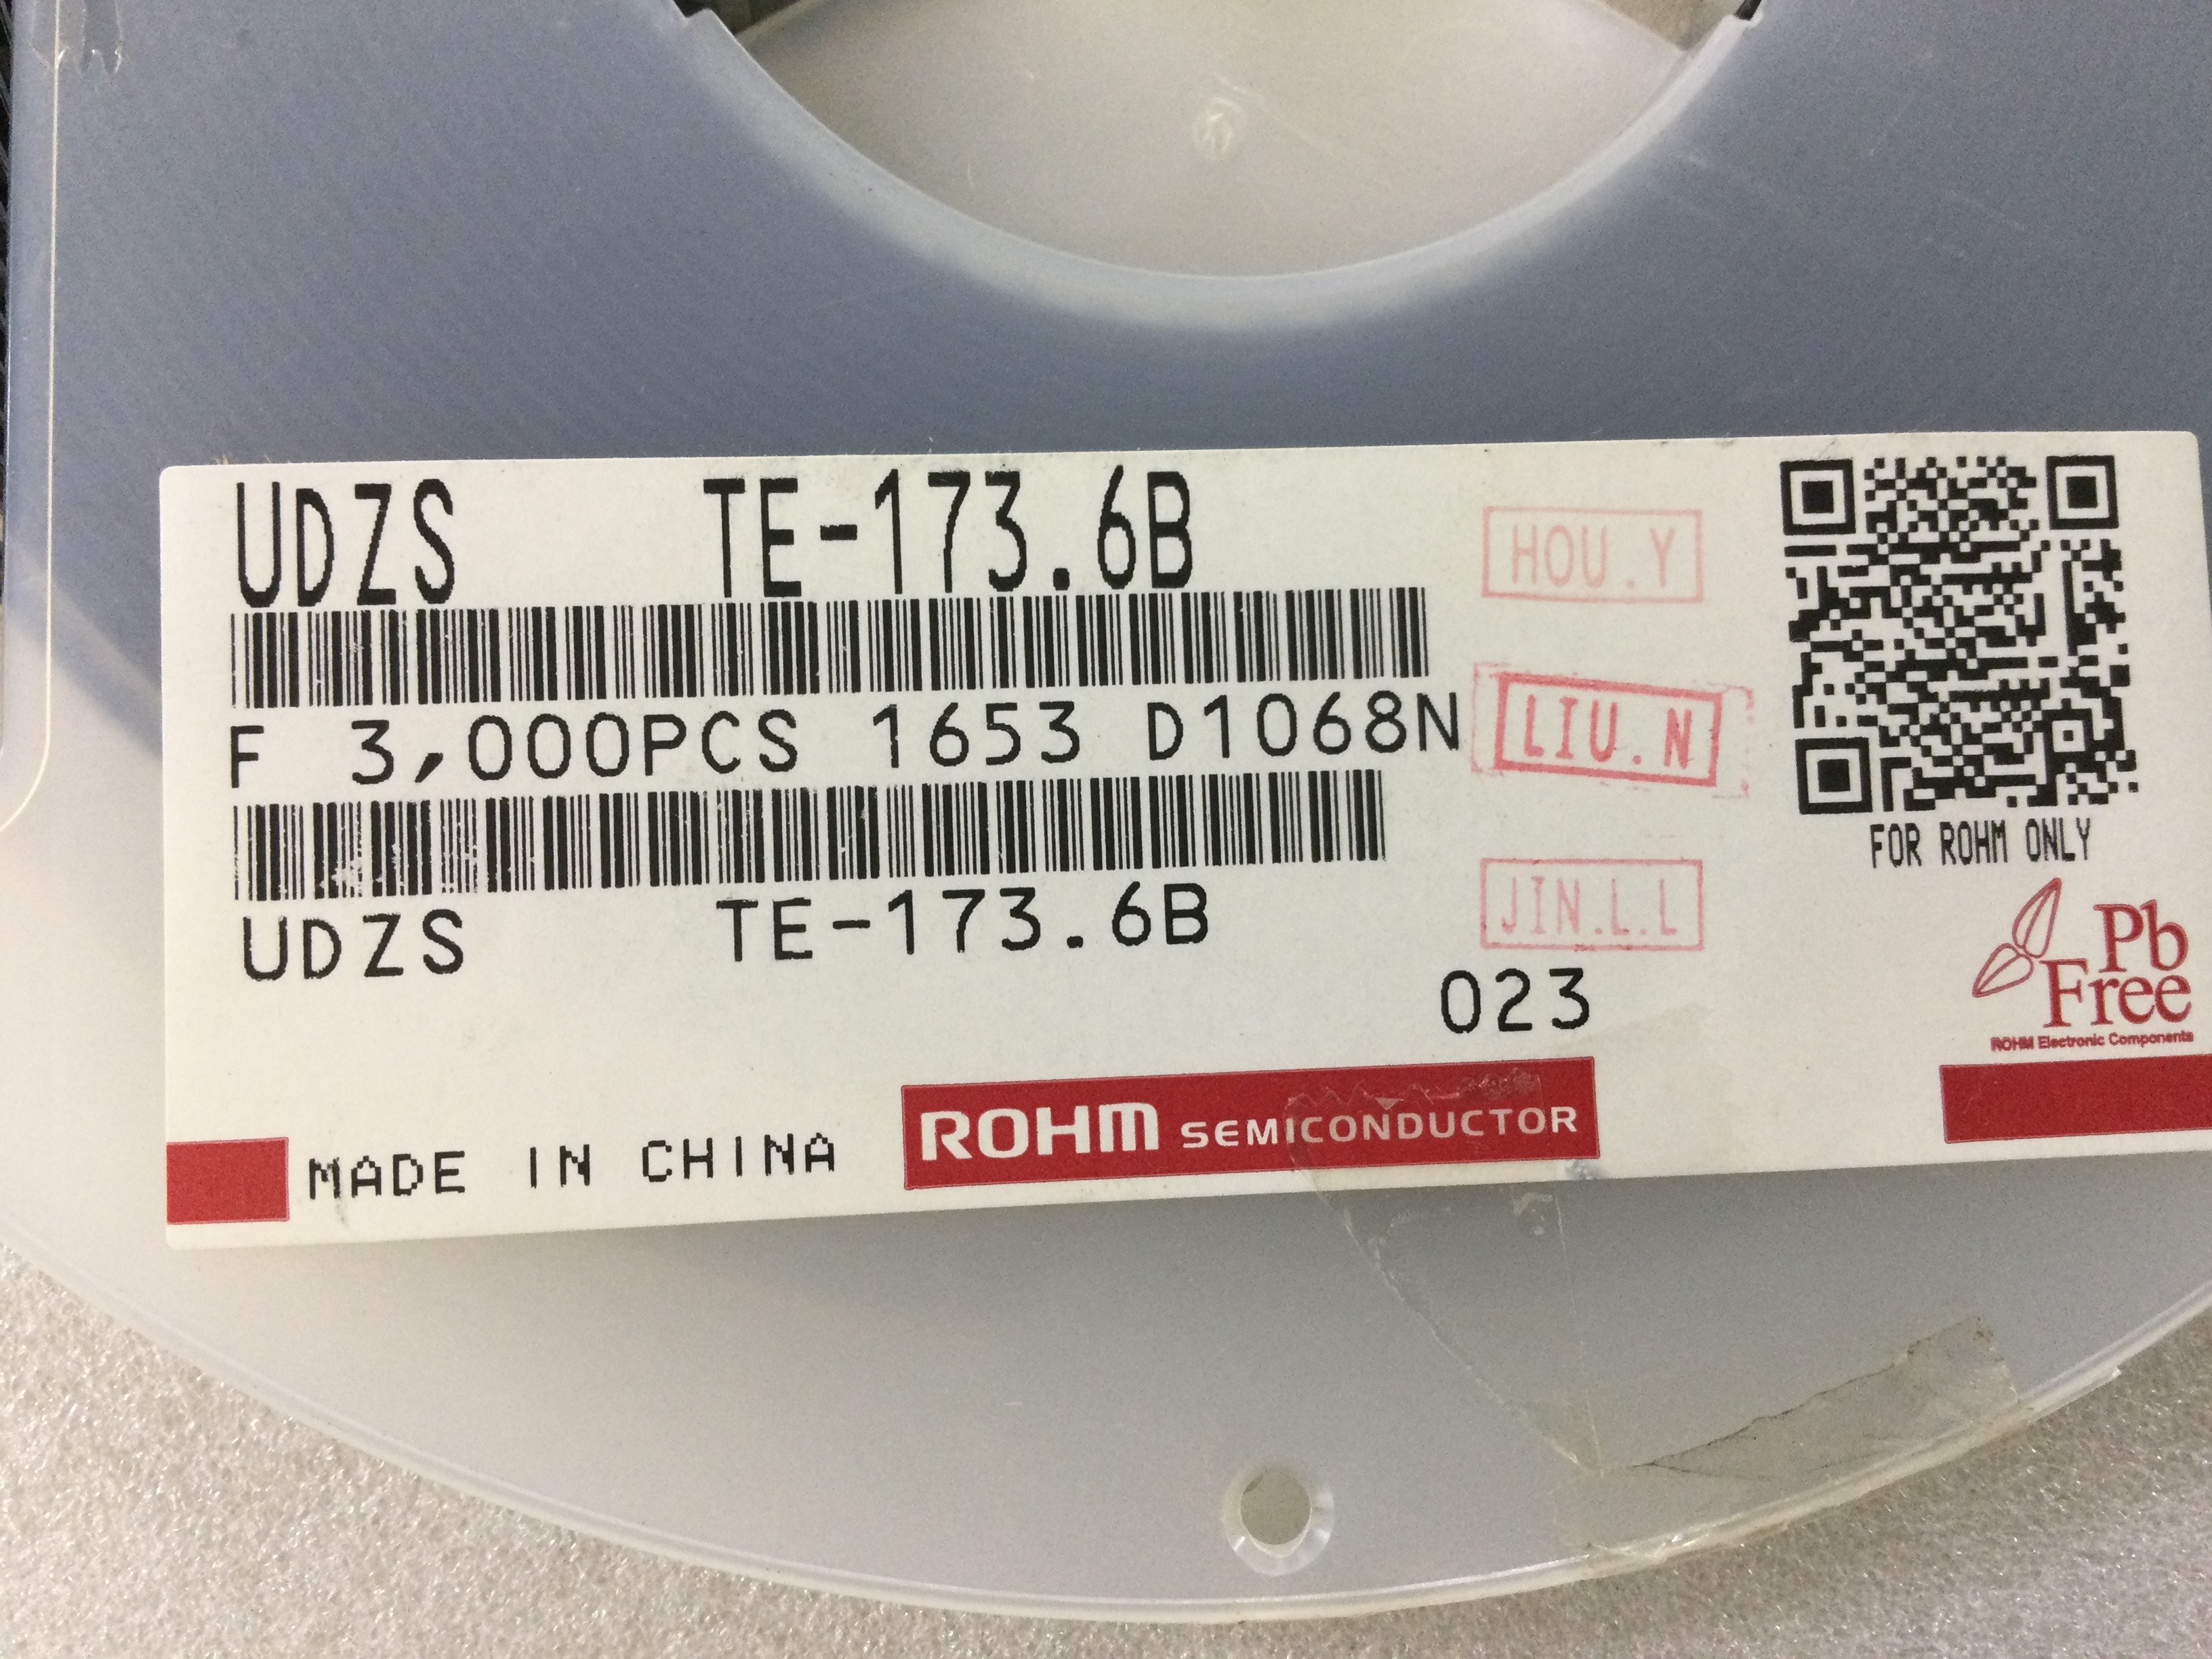 UDZS TE-173.6B
HOU.Y
F 3,000PCS 1653 D1068N
LIU.N
FOR ROHM ONLY
UDZS TE-173.6B
JIN.L.L
023
Pb
Free
ROHM Electronic Components
MADE IN CHINA
ROHM SEMICONDUCTOR